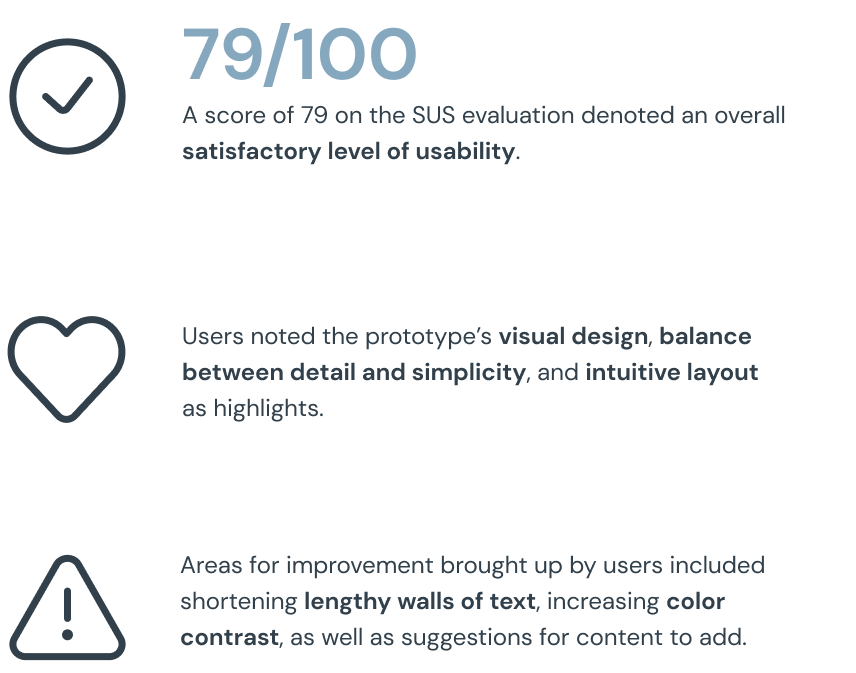 79/100
A score of 79 on the SUS evaluation denoted an overall
satisfactory level of usability.
Users noted the prototype’s visual design, balance
between detail and simplicity, and intuitive layout
as highlights.
Areas for improvement brought up by users included
shortening lengthy walls of text, increasing color
contrast, as well as suggestions for content to add.